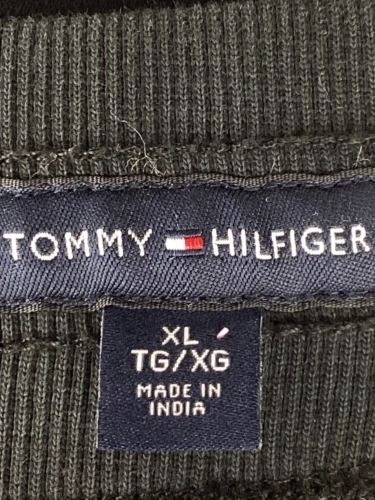 TOMMY HILFIGER
XL
TG/XG
MADE IN
INDIA